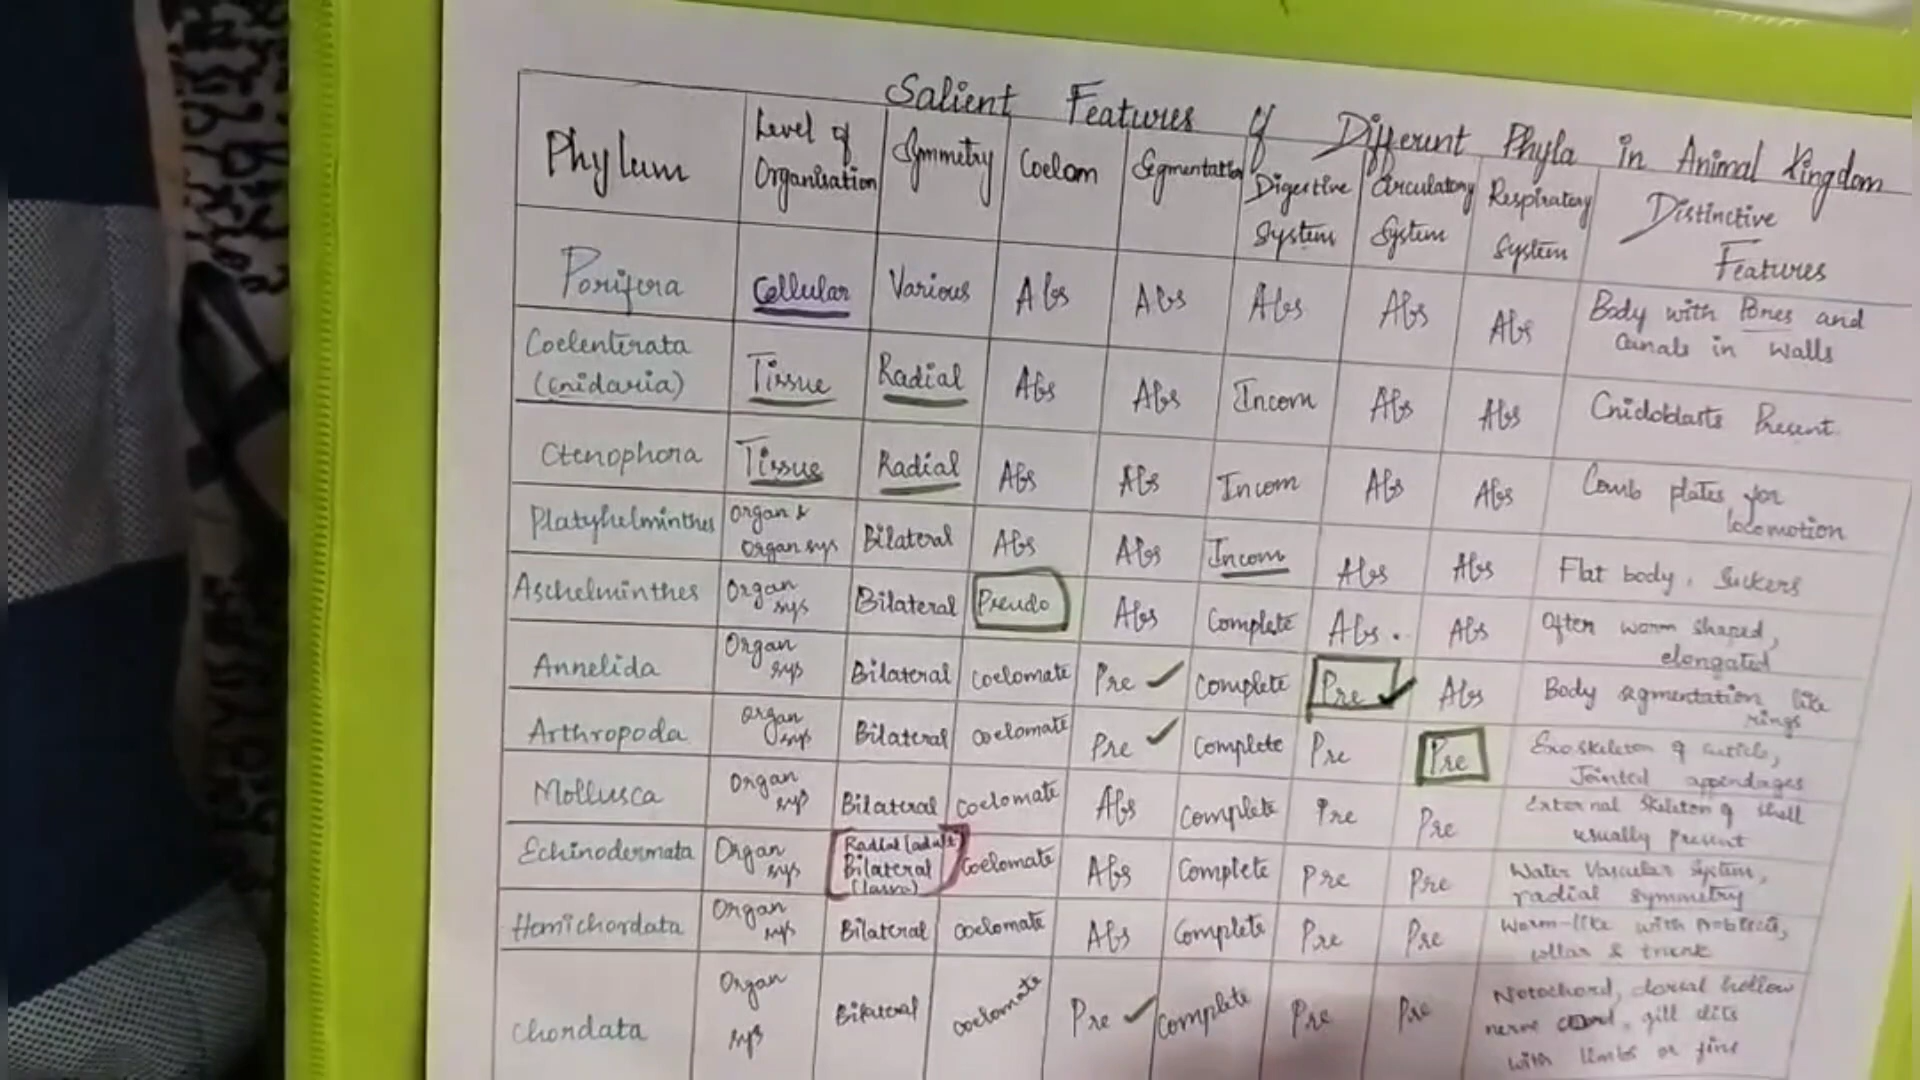 Salient Features of Different Phyla in Animal Kingdom
Phylum Level of Organisation Symmetry Coelom Segmentation Digestive System Circulatory System Respiratory System Distinctive Features
Porifera Cellular Various Abs Abs Abs Abs Abs Body with Pores and canals in walls
Coelenterata (Cnidaria) Tissue Radial Abs Abs Incom Abs Abs Cnidoblasts Present
Ctenophora Tissue Radial Abs Abs Incom Abs Abs Comb plates for locomotion
Platyhelminthes Organ & Organ sys Bilateral Abs Abs Incom Abs Abs Flat body, suckers
Aschelminthes Organ sys Bilateral Pseudo Abs Complete Abs Abs Often worm shaped, elongated
Annelida Organ sys Bilateral coelomate Pre ✓ Complete Pre ✓ Abs Body segmentation like rings
Arthropoda Organ sys Bilateral coelomate Pre ✓ Complete Pre Pre Exoskeleton of cuticle, Jointed appendages
Mollusca Organ sys Bilateral coelomate Abs Complete Pre Pre External skeleton of shell usually present
Echinodermata Organ sys Radial (adult) Bilateral (larva) coelomate Abs Complete Pre Pre Water Vascular System, radial symmetry
Hemichordata Organ sys Bilateral coelomate Abs Complete Pre Pre Worm-like with Proboscis, collar & trunk
Chordata Organ sys Bilateral coelomate Pre ✓ Complete Pre Pre Notochord, dorsal hollow nerve cord, gill slits with limbs or fins